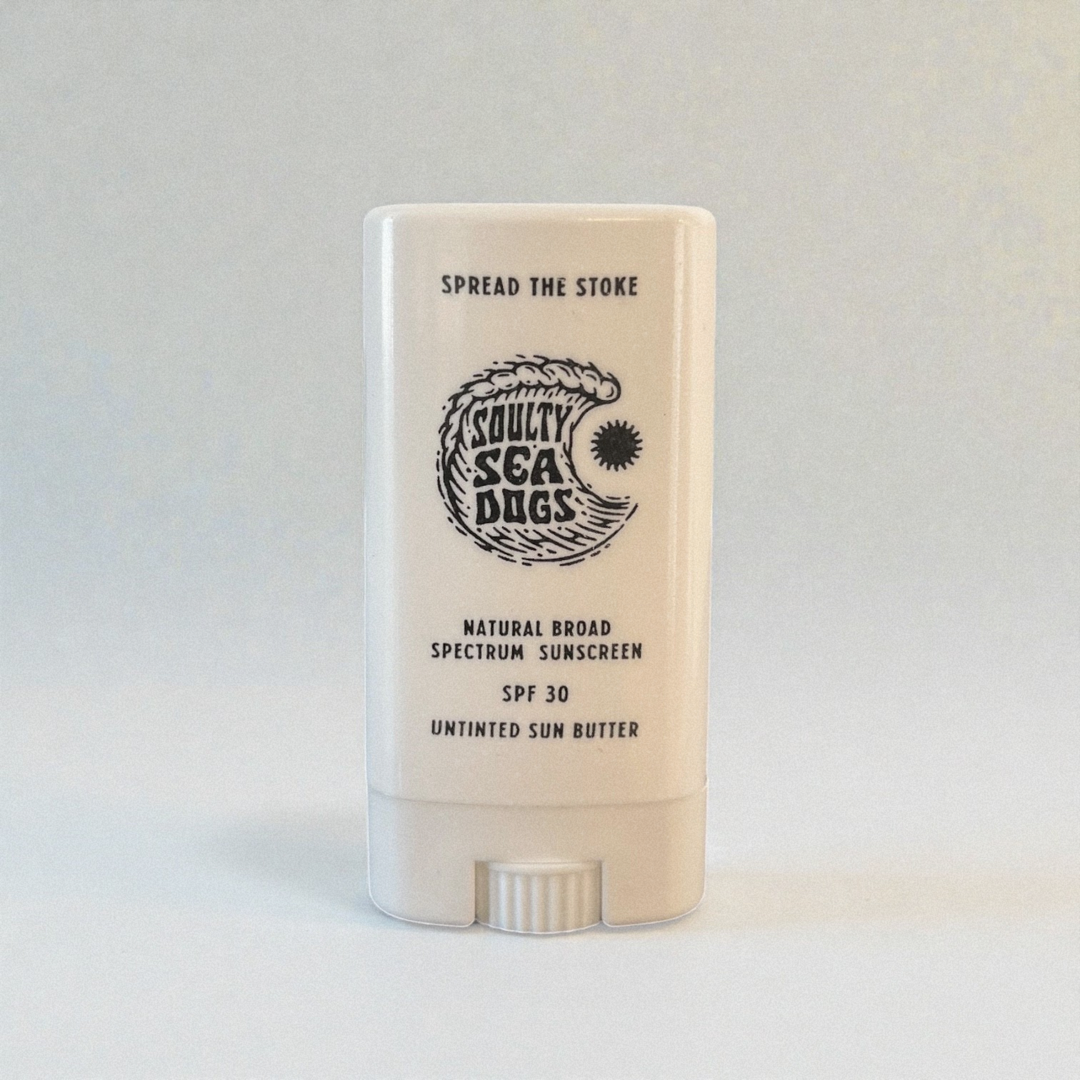 SPREAD THE STOKE
SOULTY
SEA
DOGS
NATURAL BROAD
SPECTRUM SUNSCREEN
SPF 30
UNTINTED SUN BUTTER